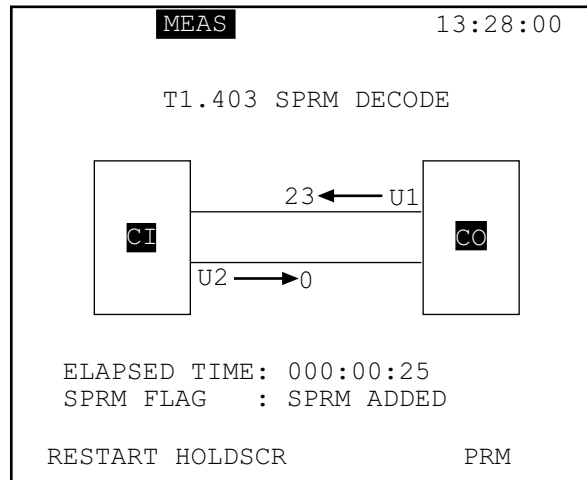 MEAS 13:28:00
T1.403 SPRM DECODE
23 U1
CI CO
U2 0
ELAPSED TIME: 000:00:25
SPRM FLAG : SPRM ADDED
RESTART HOLDSCR PRM